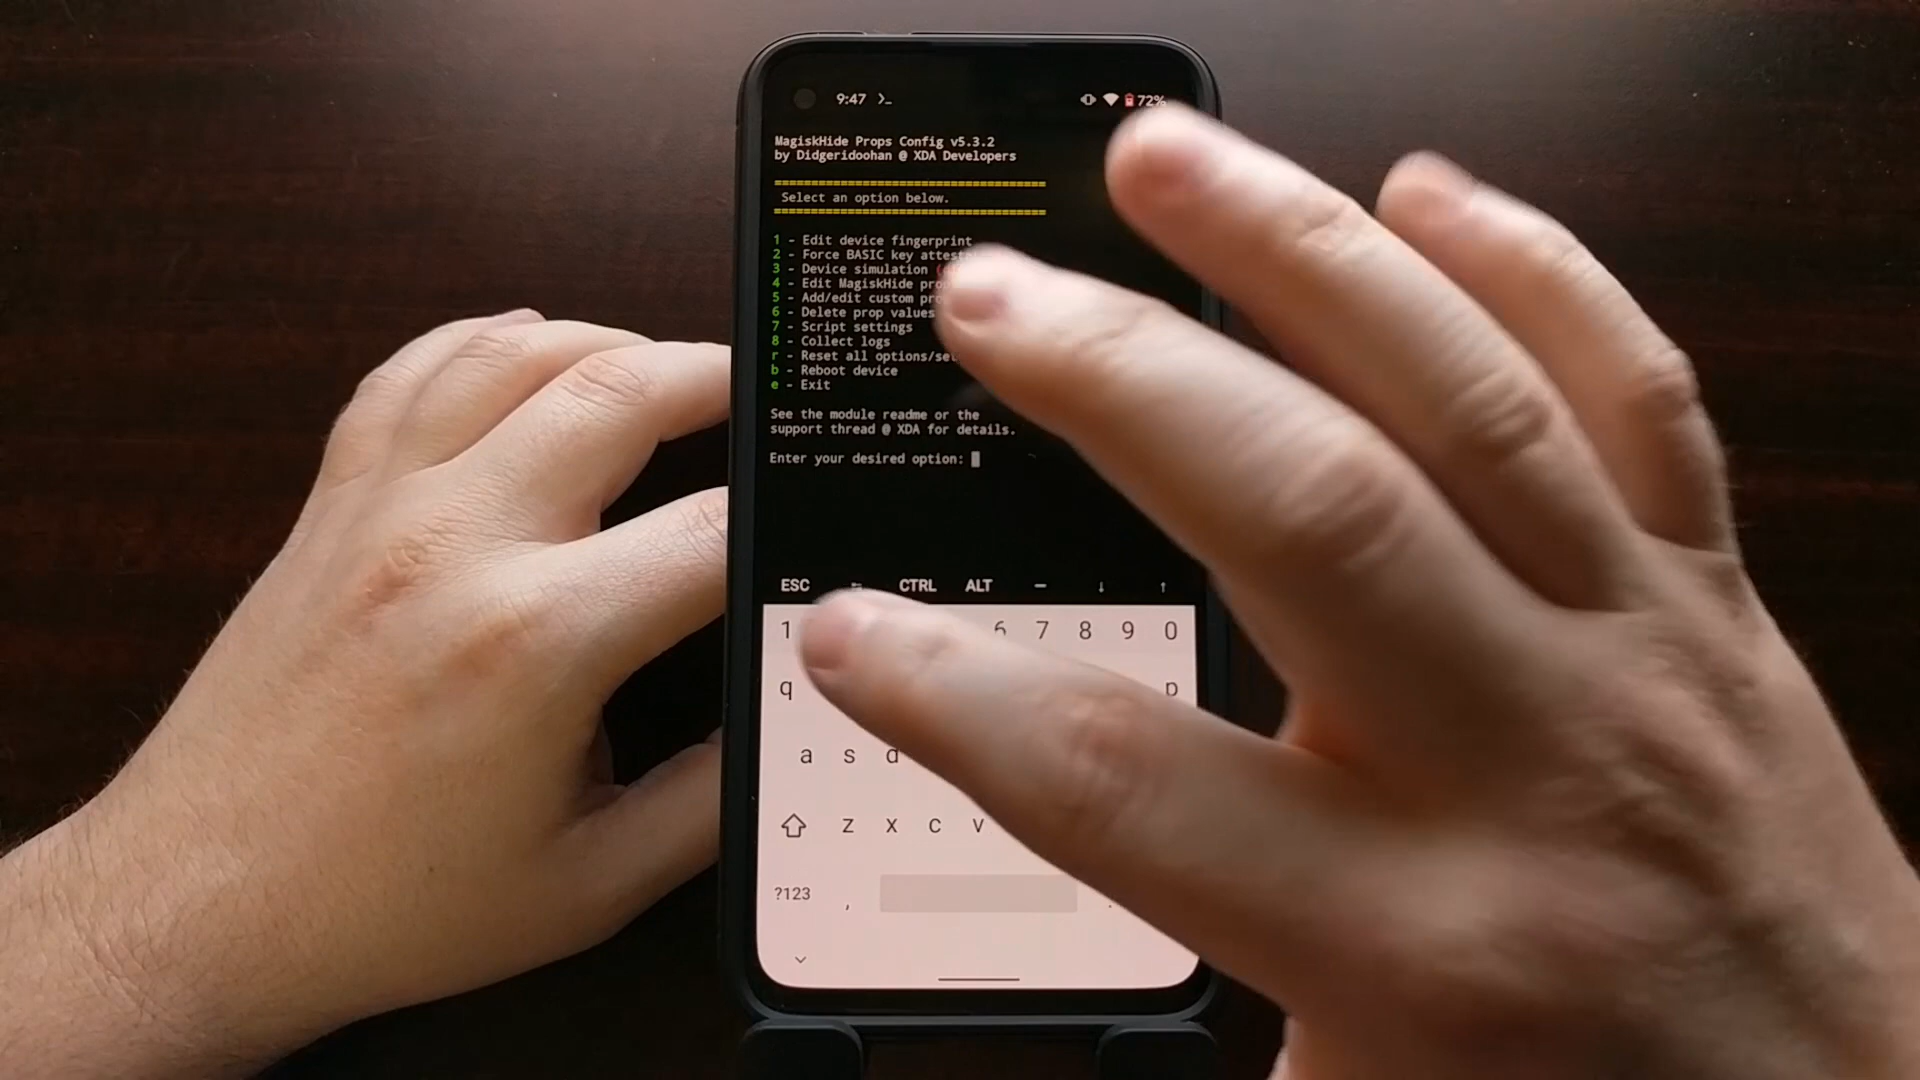 9:47 >_ 72%
MagiskHide Props Config v5.3.2
by Didgeridoohan @ XDA Developers
=======================================
Select an option below.
=======================================
1 - Edit device fingerprint
2 - Force BASIC key
3 - Device simulation
4 - Edit MagiskHide
5 - Add/edit custom
6 - Delete prop values
7 - Script settings
8 - Collect logs
r - Reset all
b - Reboot device
e - Exit
See the module readme or the
support thread @ XDA for details.
Enter your desired option:
ESC CTRL ALT – ↓ ↑
1 6 7 8 9 0
q p
a s d
z x c v
?123 , .